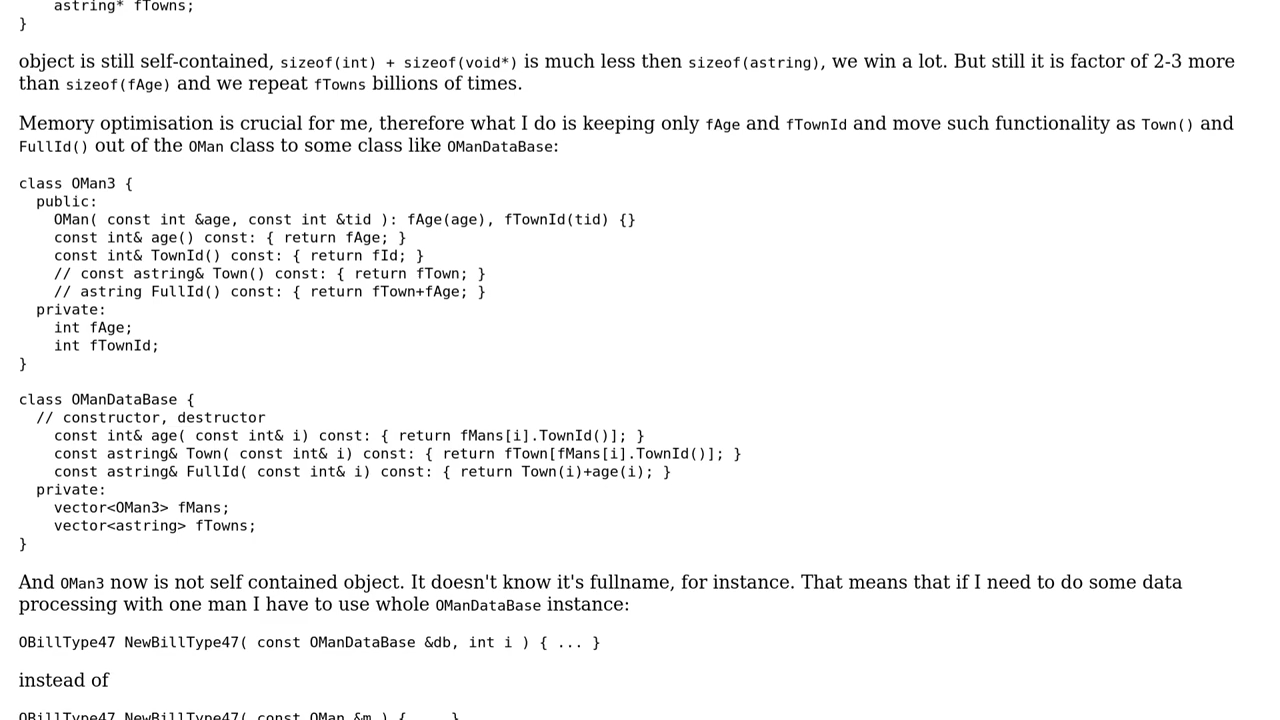 astring* fTowns;
}
object is still self-contained, sizeof(int) + sizeof(void*) is much less then sizeof(astring), we win a lot. But still it is factor of 2-3 more
than sizeof(fAge) and we repeat fTowns billions of times.
Memory optimisation is crucial for me, therefore what I do is keeping only fAge and fTownId and move such functionality as Town() and
FullId() out of the OMan class to some class like OManDataBase:
class OMan3 {
  public:
    OMan( const int &age, const int &tid ): fAge(age), fTownId(tid) {}
    const int& age() const: { return fAge; }
    const int& TownId() const: { return fId; }
    // const astring& Town() const: { return fTown; }
    // astring FullId() const: { return fTown+fAge; }
  private:
    int fAge;
    int fTownId;
}
class OManDataBase {
  // constructor, destructor
    const int& age( const int& i) const: { return fMans[i].TownId()]; }
    const astring& Town( const int& i) const: { return fTown[fMans[i].TownId()]; }
    const astring& FullId( const int& i) const: { return Town(i)+age(i); }
  private:
    vector<OMan3> fMans;
    vector<astring> fTowns;
}
And OMan3 now is not self contained object. It doesn't know it's fullname, for instance. That means that if I need to do some data
processing with one man I have to use whole OManDataBase instance:
OBillType47 NewBillType47( const OManDataBase &db, int i ) { ... }
instead of
OBillType47 NewBillType47( const OMan &m ) { ... }